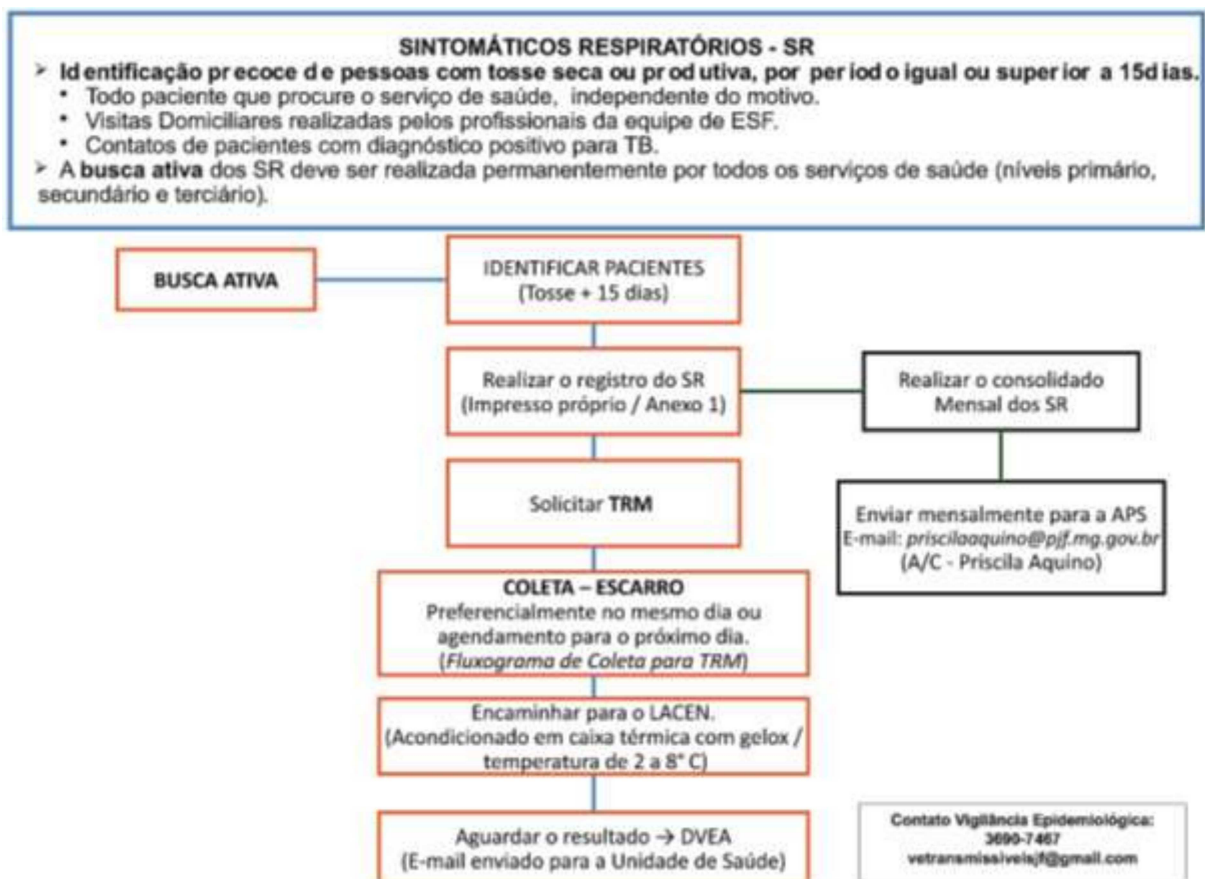 SINTOMÁTICOS RESPIRATÓRIOS - SR
➢ Identificação precoce de pessoas com tosse seca ou produtiva, por período igual ou superior a 15dias.
• Todo paciente que procure o serviço de saúde, independente do motivo.
• Visitas Domiciliares realizadas pelos profissionais da equipe de ESF.
• Contatos de pacientes com diagnóstico positivo para TB.
➢ A busca ativa dos SR deve ser realizada permanentemente por todos os serviços de saúde (níveis primário,
secundário e terciário).
BUSCA ATIVA
IDENTIFICAR PACIENTES
(Tosse + 15 dias)
Realizar o registro do SR
(Impresso próprio / Anexo 1)
Realizar o consolidado
Mensal dos SR
Solicitar TRM
Enviar mensalmente para a APS
E-mail: priscilaaquino@pjf.mg.gov.br
(A/C - Priscila Aquino)
COLETA – ESCARRO
Preferencialmente no mesmo dia ou
agendamento para o próximo dia.
(Fluxograma de Coleta para TRM)
Encaminhar para o LACEN.
(Acondicionado em caixa térmica com gelox /
temperatura de 2 a 8° C)
Aguardar o resultado → DVEA
(E-mail enviado para a Unidade de Saúde)
Contato Vigilância Epidemiológica:
3690-7467
vetransmissiveisjf@gmail.com